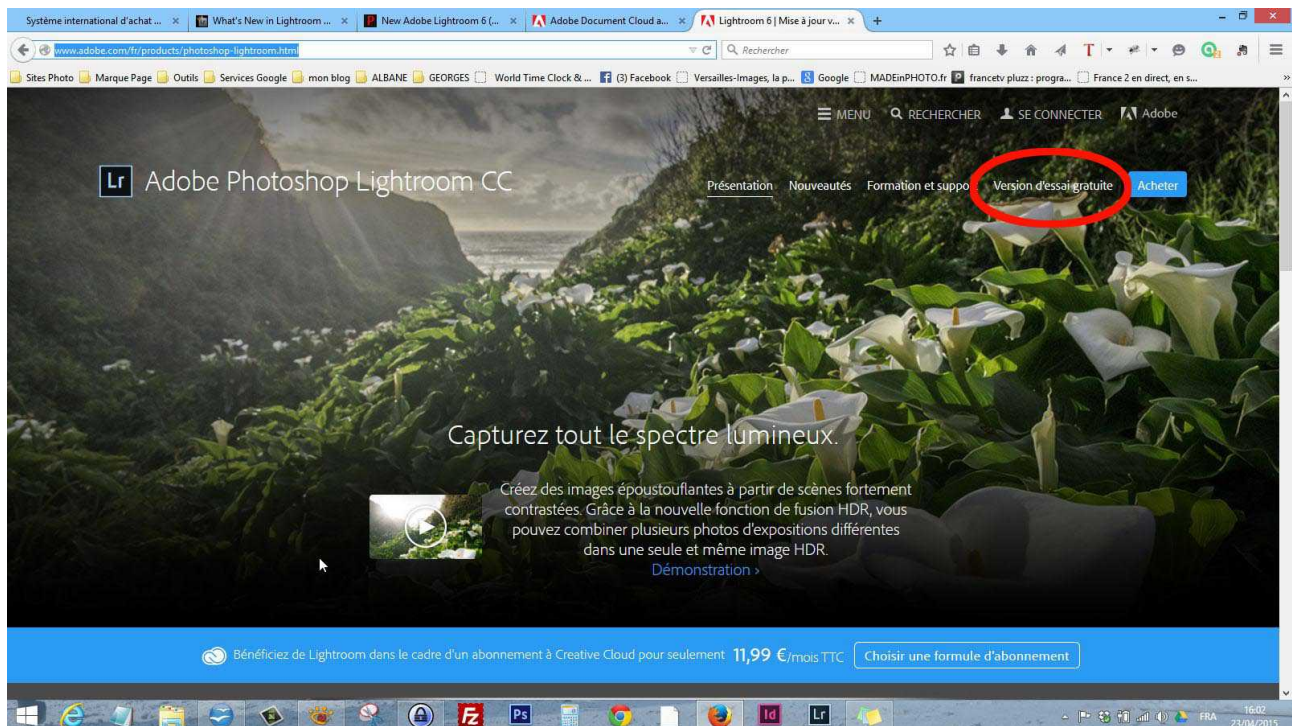 Système international d'achat ...
What's New in Lightroom ...
New Adobe Lightroom 6 (...
Adobe Document Cloud a...
Lightroom 6 | Mise à jour v...
www.adobe.com/fr/products/photoshop-lightroom.html
Rechercher
Sites Photo Marque Page Outils Services Google mon blog ALBANE GEORGES World Time Clock & ... (3) Facebook Versailles-Images, la p... Google MADEinPHOTO.fr francetv pluzz : progra... France 2 en direct, en s...
MENU RECHERCHER SE CONNECTER Adobe
Lr Adobe Photoshop Lightroom CC
Présentation Nouveautés Formation et suppo Version d'essai gratuite Acheter
Capturez tout le spectre lumineux.
Créez des images époustouflantes à partir de scènes fortement
contrastées. Grâce à la nouvelle fonction de fusion HDR, vous
pouvez combiner plusieurs photos d'expositions différentes
dans une seule et même image HDR.
Démonstration ›
Bénéficiez de Lightroom dans le cadre d'un abonnement à Creative Cloud pour seulement 11,99 €/mois TTC Choisir une formule d'abonnement
Fz Ps Id Lr
FRA
16:02
23/04/2015